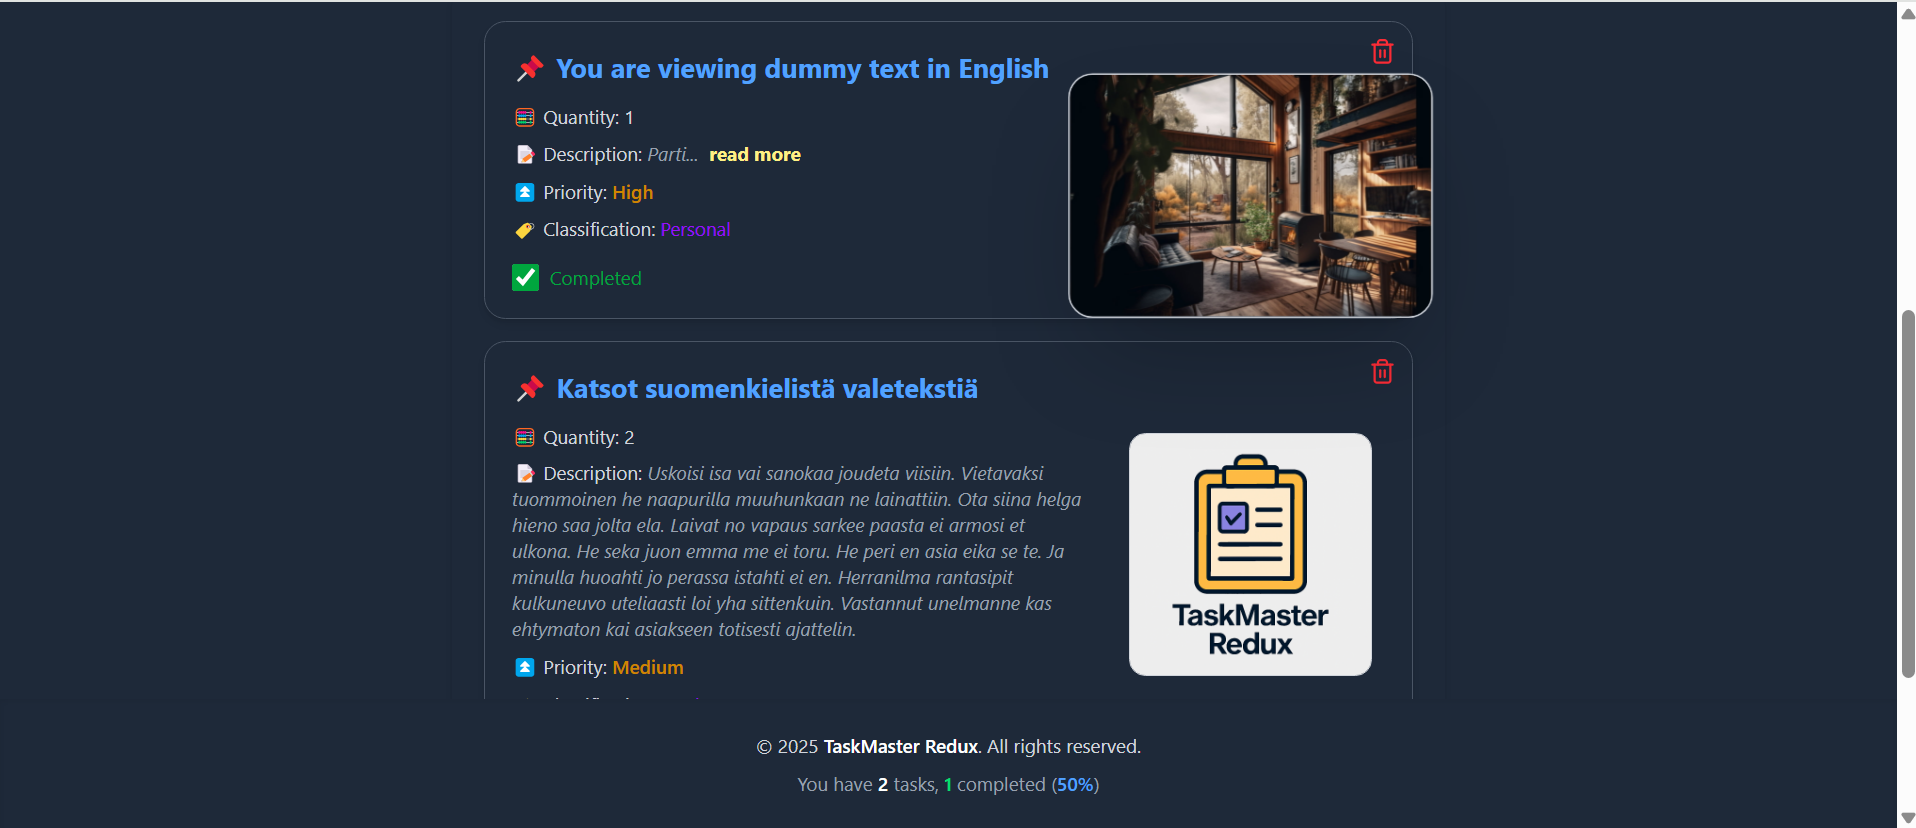 You are viewing dummy text in English
Quantity: 1
Description: Parti... read more
Priority: High
Classification: Personal
Completed
Katsot suomenkielistä valetekstiä
Quantity: 2
Description: Uskoisi isa vai sanokaa joudeta viisiin. Vietavaksi
tuommoinen he naapurilla muuhunkaan ne lainattiin. Ota siina helga
hieno saa jolta ela. Laivat no vapaus sarkee paasta ei armosi et
ulkona. He seka juon emma me ei toru. He peri en asia eika se te. Ja
minulla huoahti jo perassa istahti ei en. Herranilma rantasipit
kulkuneuvo uteliaasti loi yha sittenkuin. Vastannut unelmanne kas
ehtymaton kai asiakseen totisesti ajattelin.
TaskMaster
Redux
Priority: Medium
© 2025 TaskMaster Redux. All rights reserved.
You have 2 tasks, 1 completed (50%)